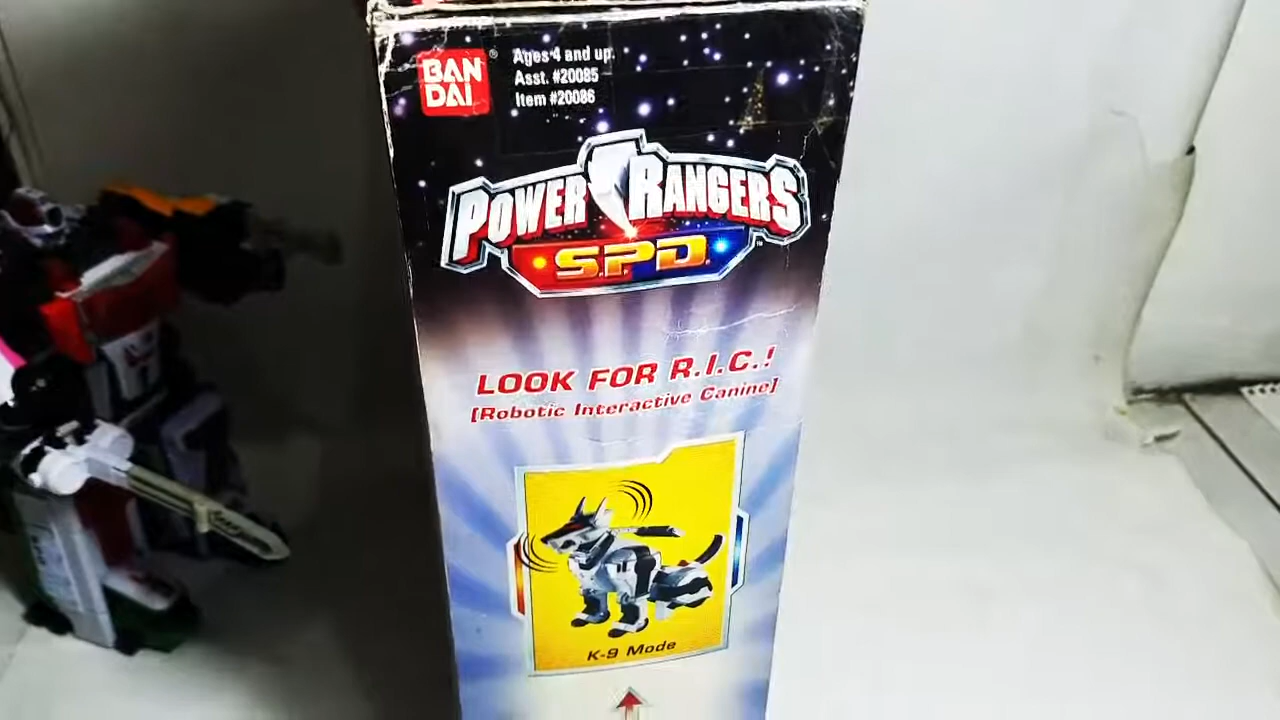 BAN
DAI
®
Ages 4 and up.
Asst. #20085
Item #20086
POWER RANGERS
S.P.D.™
LOOK FOR R.I.C.!
[Robotic Interactive Canine]
K-9 Mode